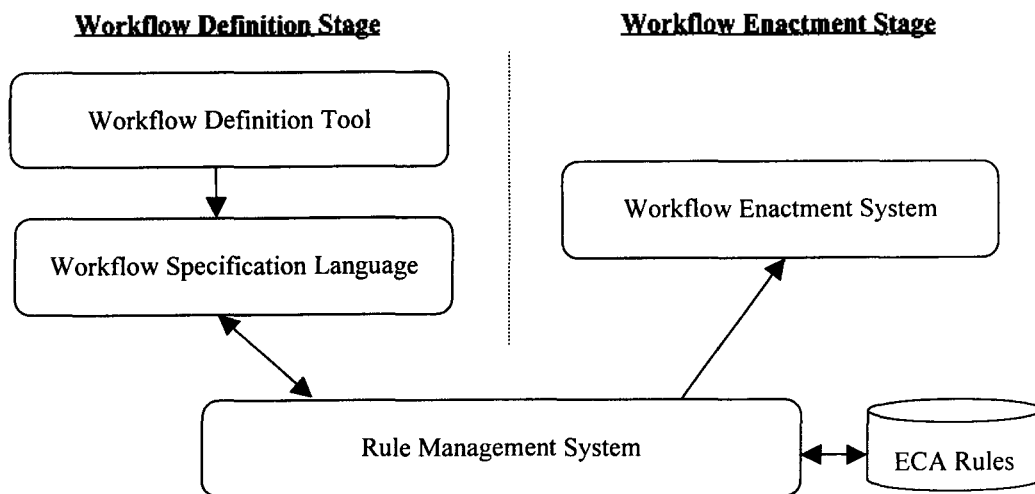 Workflow Definition Stage
Workflow Enactment Stage
Workflow Definition Tool
Workflow Enactment System
Workflow Specification Language
Rule Management System
ECA Rules